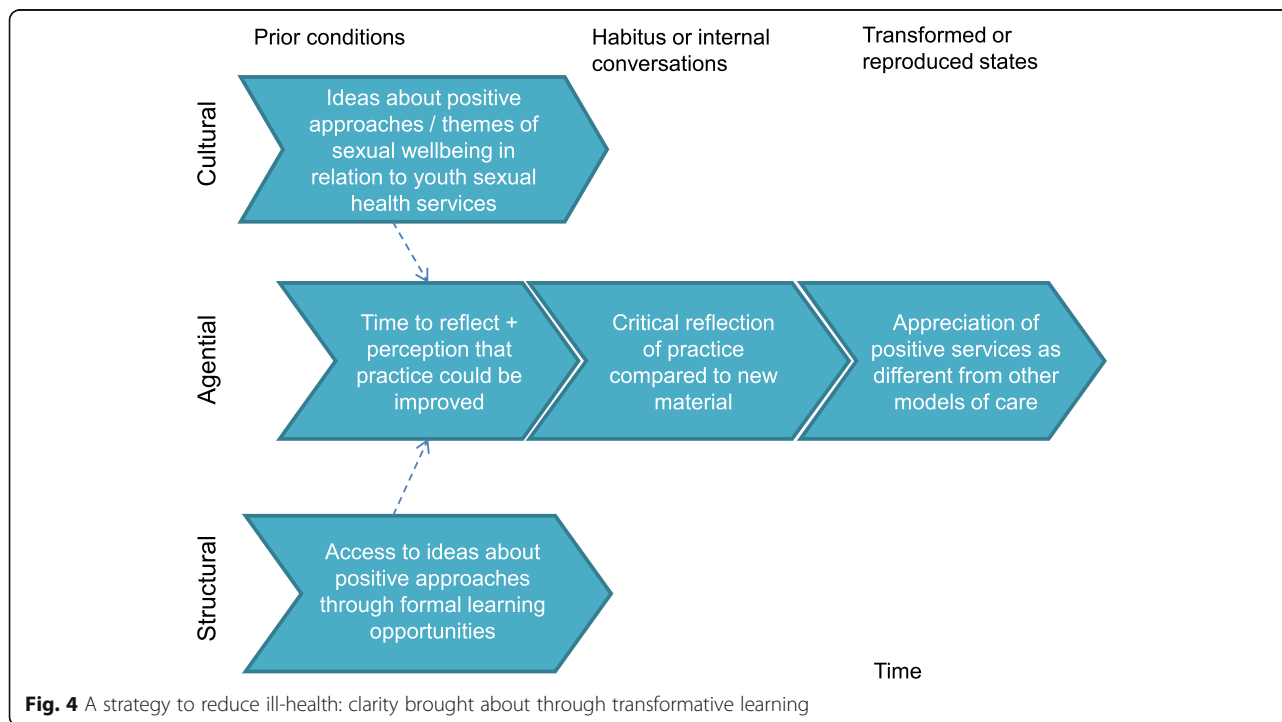 Prior conditions
Habitus or internal
conversations
Transformed or
reproduced states
Cultural
Ideas about positive
approaches / themes of
sexual wellbeing in
relation to youth sexual
health services
Agential
Time to reflect +
perception that
practice could be
improved
Critical reflection
of practice
compared to new
material
Appreciation of
positive services as
different from other
models of care
Structural
Access to ideas about
positive approaches
through formal learning
opportunities
Time
Fig. 4 A strategy to reduce ill-health: clarity brought about through transformative learning